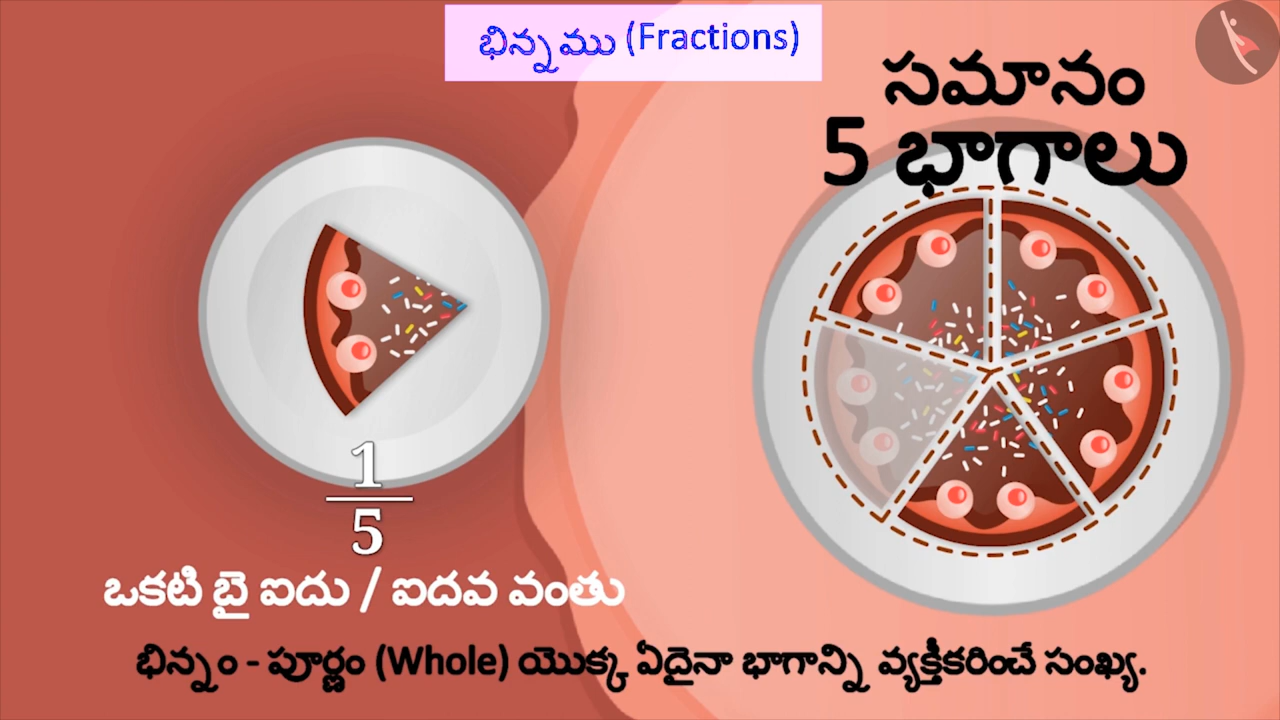 భిన్నము (Fractions)
సమానం
5 భాగాలు
1
5
ఒకటి బై ఐదు / ఐదవ వంతు
భిన్నం - పూర్ణం (Whole) యొక్క ఏదైనా భాగాన్ని వ్యక్తీకరించే సంఖ్య.